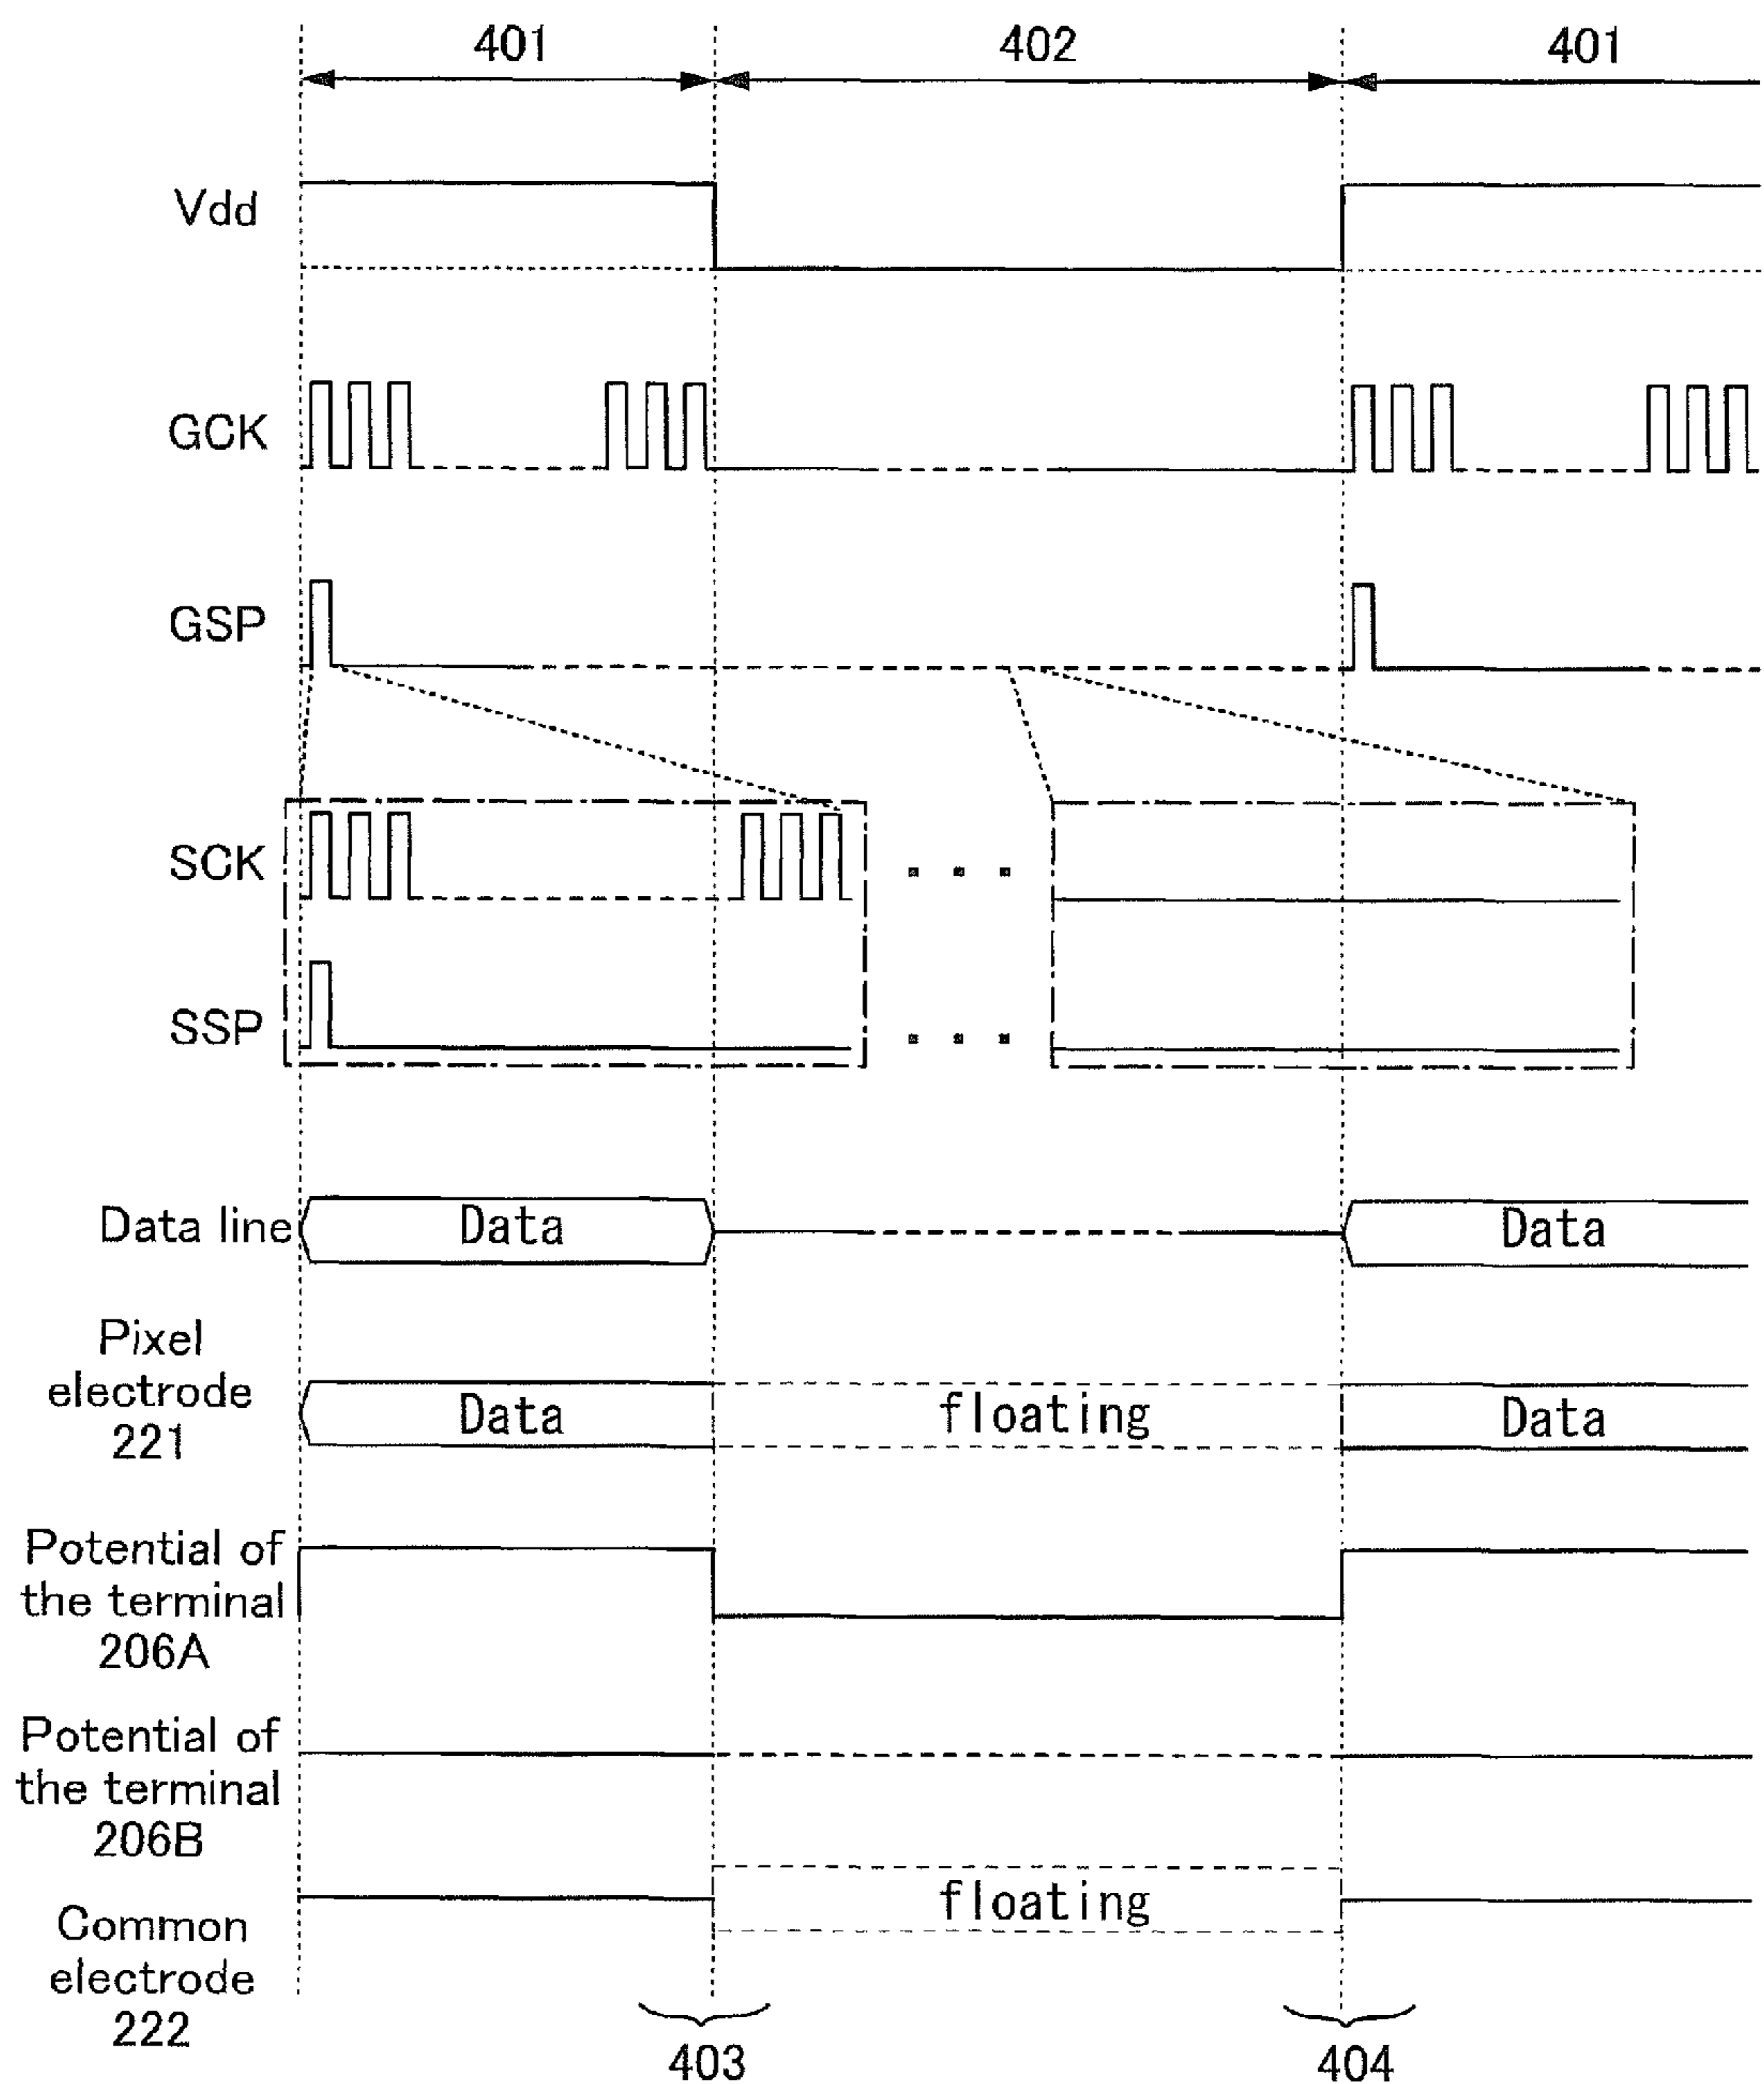 401
402
401
Vdd
GCK
GSP
SCK
. . .
SSP
. . .
Data line
Data
Data
Pixel
electrode
221
Data
floating
Data
Potential of
the terminal
206A
Potential of
the terminal
206B
Common
electrode
222
floating
403
404